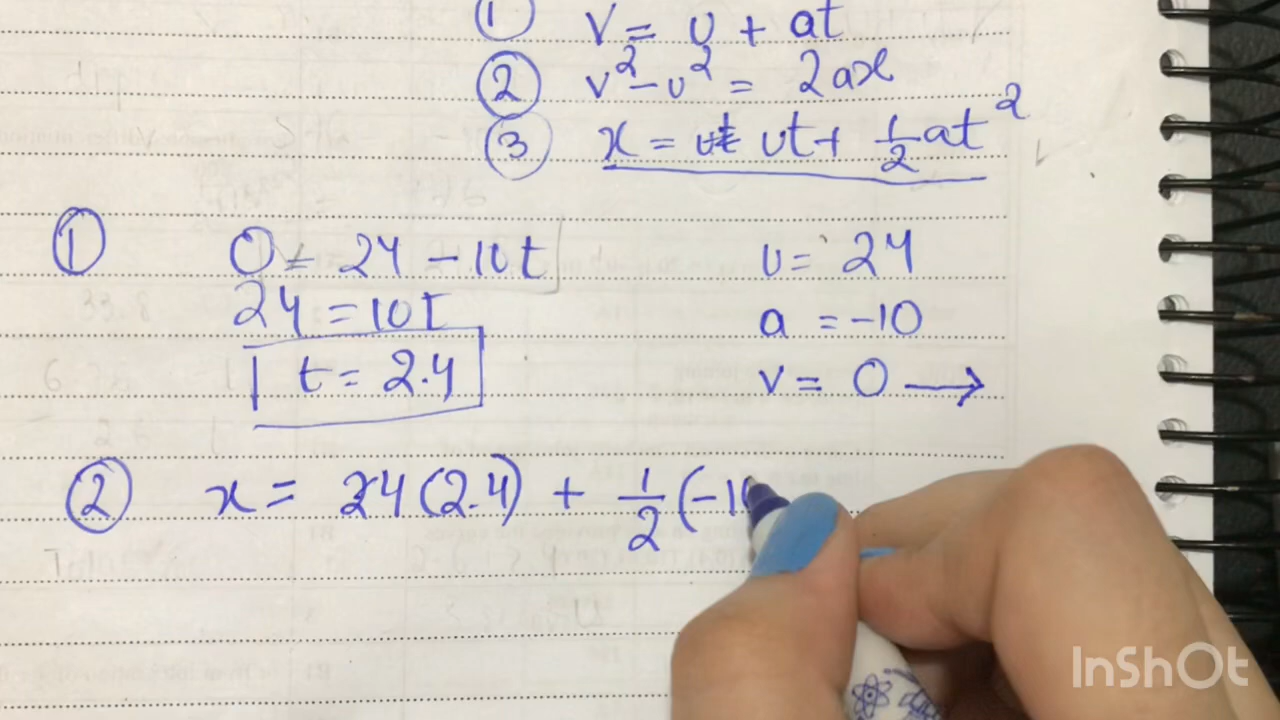 ① v = u + at
② v² - u² = 2ax
③ x = ut + ½at²
① 0 = 24 - 10t
24 = 10t
t = 2.4
u = 24
a = -10
v = 0 →
② x = 24(2.4) + ½(-10
InShOt